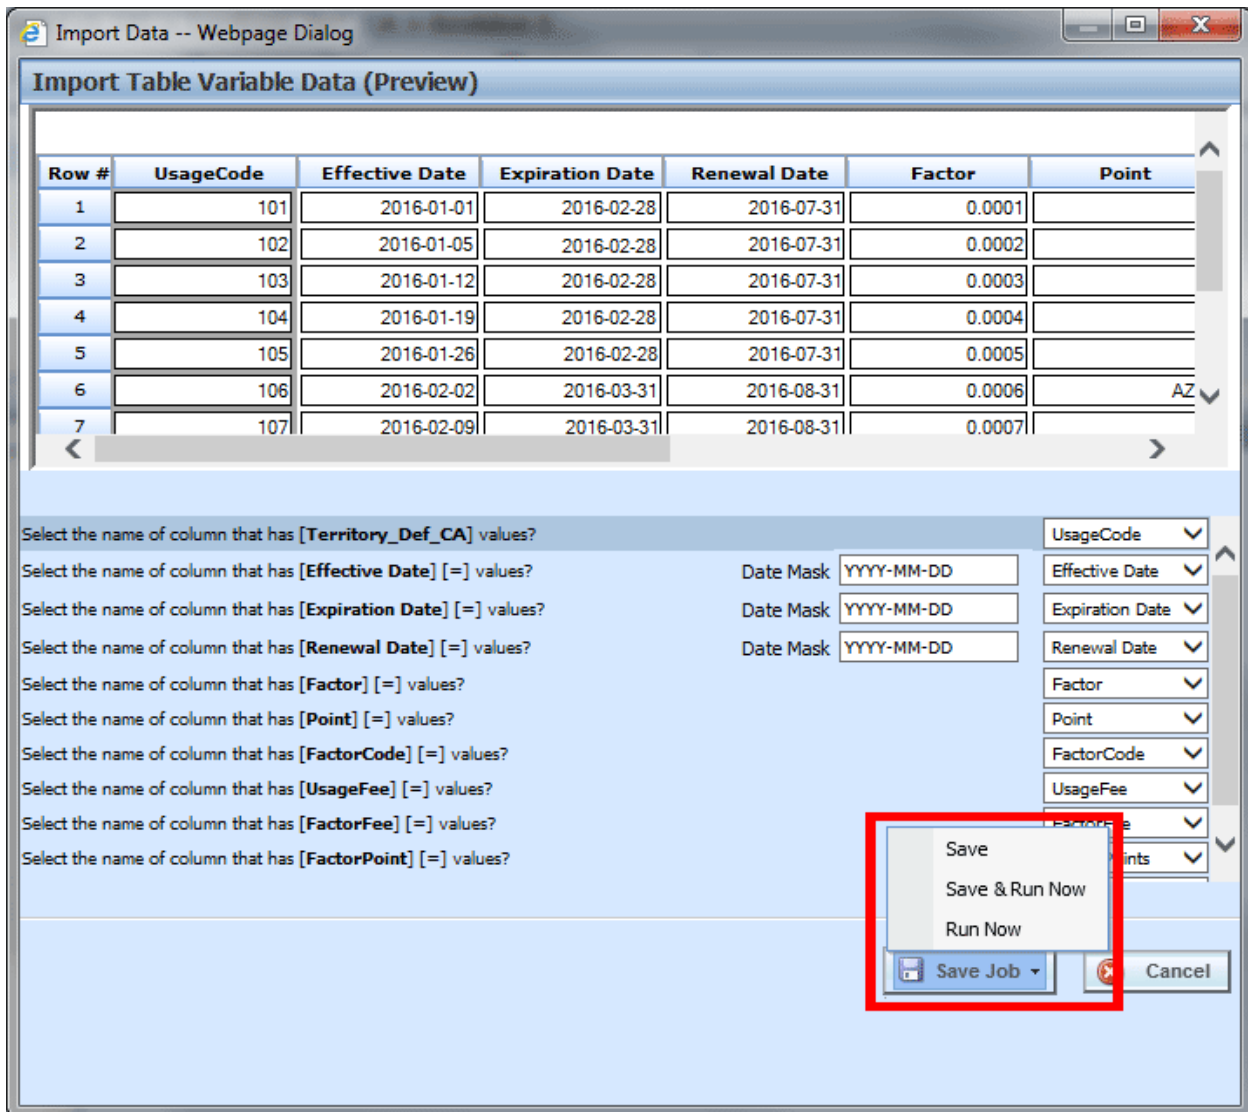 Import Data -- Webpage Dialog
X
Import Table Variable Data (Preview)
Row # UsageCode Effective Date Expiration Date Renewal Date Factor Point
1 101 2016-01-01 2016-02-28 2016-07-31 0.0001
2 102 2016-01-05 2016-02-28 2016-07-31 0.0002
3 103 2016-01-12 2016-02-28 2016-07-31 0.0003
4 104 2016-01-19 2016-02-28 2016-07-31 0.0004
5 105 2016-01-26 2016-02-28 2016-07-31 0.0005
6 106 2016-02-02 2016-03-31 2016-08-31 0.0006 AZ
7 107 2016-02-09 2016-03-31 2016-08-31 0.0007
Select the name of column that has [Territory_Def_CA] values? UsageCode
Select the name of column that has [Effective Date] [=] values? Date Mask YYYY-MM-DD Effective Date
Select the name of column that has [Expiration Date] [=] values? Date Mask YYYY-MM-DD Expiration Date
Select the name of column that has [Renewal Date] [=] values? Date Mask YYYY-MM-DD Renewal Date
Select the name of column that has [Factor] [=] values? Factor
Select the name of column that has [Point] [=] values? Point
Select the name of column that has [FactorCode] [=] values? FactorCode
Select the name of column that has [UsageFee] [=] values? UsageFee
Select the name of column that has [FactorFee] [=] values? FactorFee
Select the name of column that has [FactorPoint] [=] values? ints
Save
Save & Run Now
Run Now
Save Job
Cancel